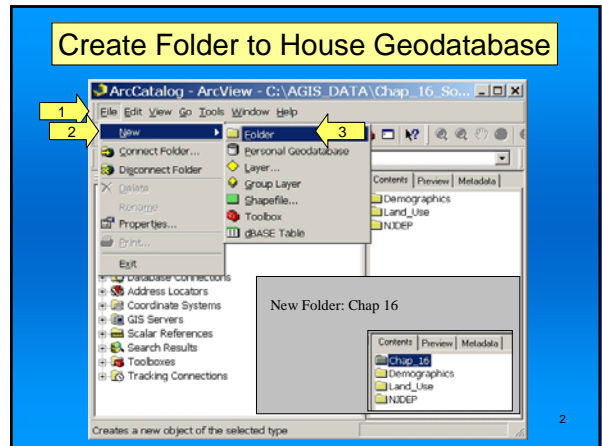 Create Folder to House Geodatabase
ArcCatalog - ArcView - C:\AGIS_DATA\Chap_16_So...
1
File Edit View Go Tools Window Help
2
New
Folder
3
Personal Geodatabase
Connect Folder...
Disconnect Folder
Layer...
Group Layer
Delete
Shapefile...
Rename
Toolbox
Properties...
dBASE Table
Print...
Exit
Contents Preview Metadata
Demographics
Land_Use
NJDEP
Database Connections
Address Locators
Coordinate Systems
GIS Servers
Scalar References
Search Results
Toolboxes
Tracking Connections
New Folder: Chap 16
Contents Preview Metadata
Chap_16
Demographics
Land_Use
NJDEP
Creates a new object of the selected type
2